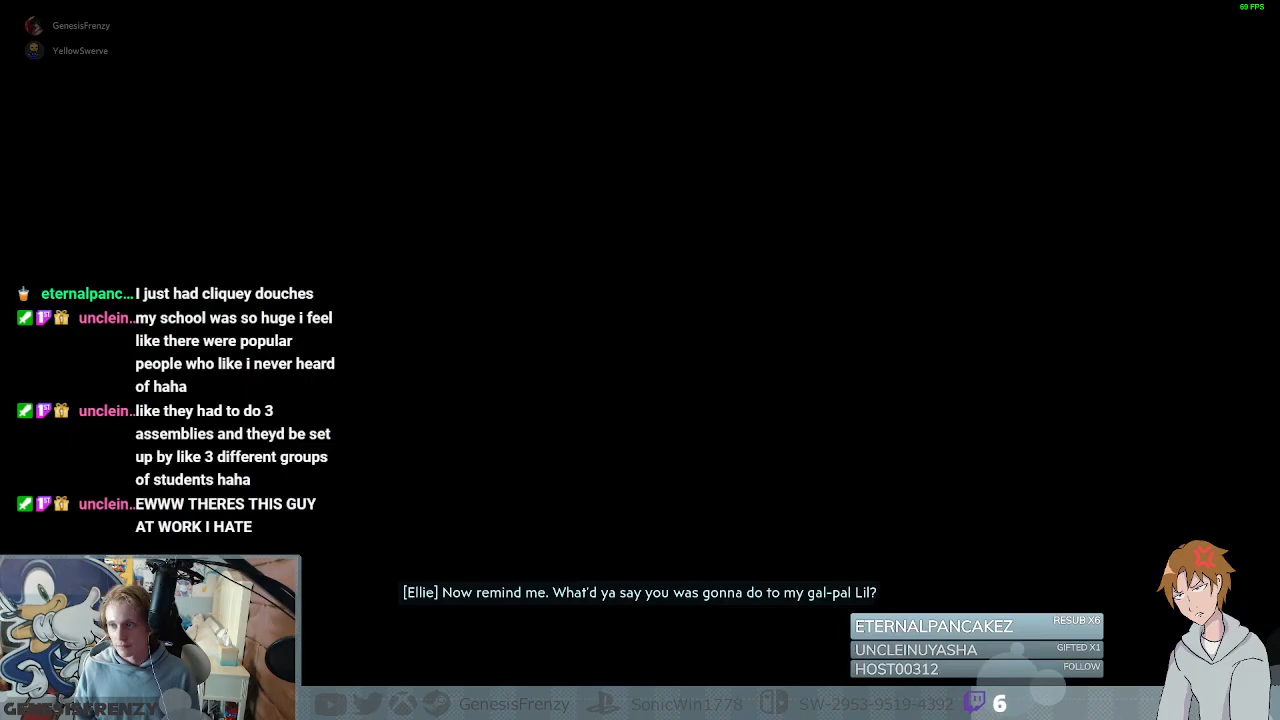 69 FPS
GenesisFrenzy
YellowSwerve
eternalpanc... I just had cliquey douches
unclein.. my school was so huge i feel
like there were popular
people who like i never heard
of haha
unclein.. like they had to do 3
assemblies and theyd be set
up by like 3 different groups
of students haha
unclein.. EWWW THERES THIS GUY
AT WORK I HATE
[Ellie] Now remind me. What'd ya say you was gonna do to my gal-pal Lil?
ETERNALPANCAKEZ RESUB X6
UNCLEINUYASHA GIFTED X1
HOST00312 FOLLOW
GENESISFRENZY
GenesisFrenzy SonicWin1778 SW-2953-9519-4392 6